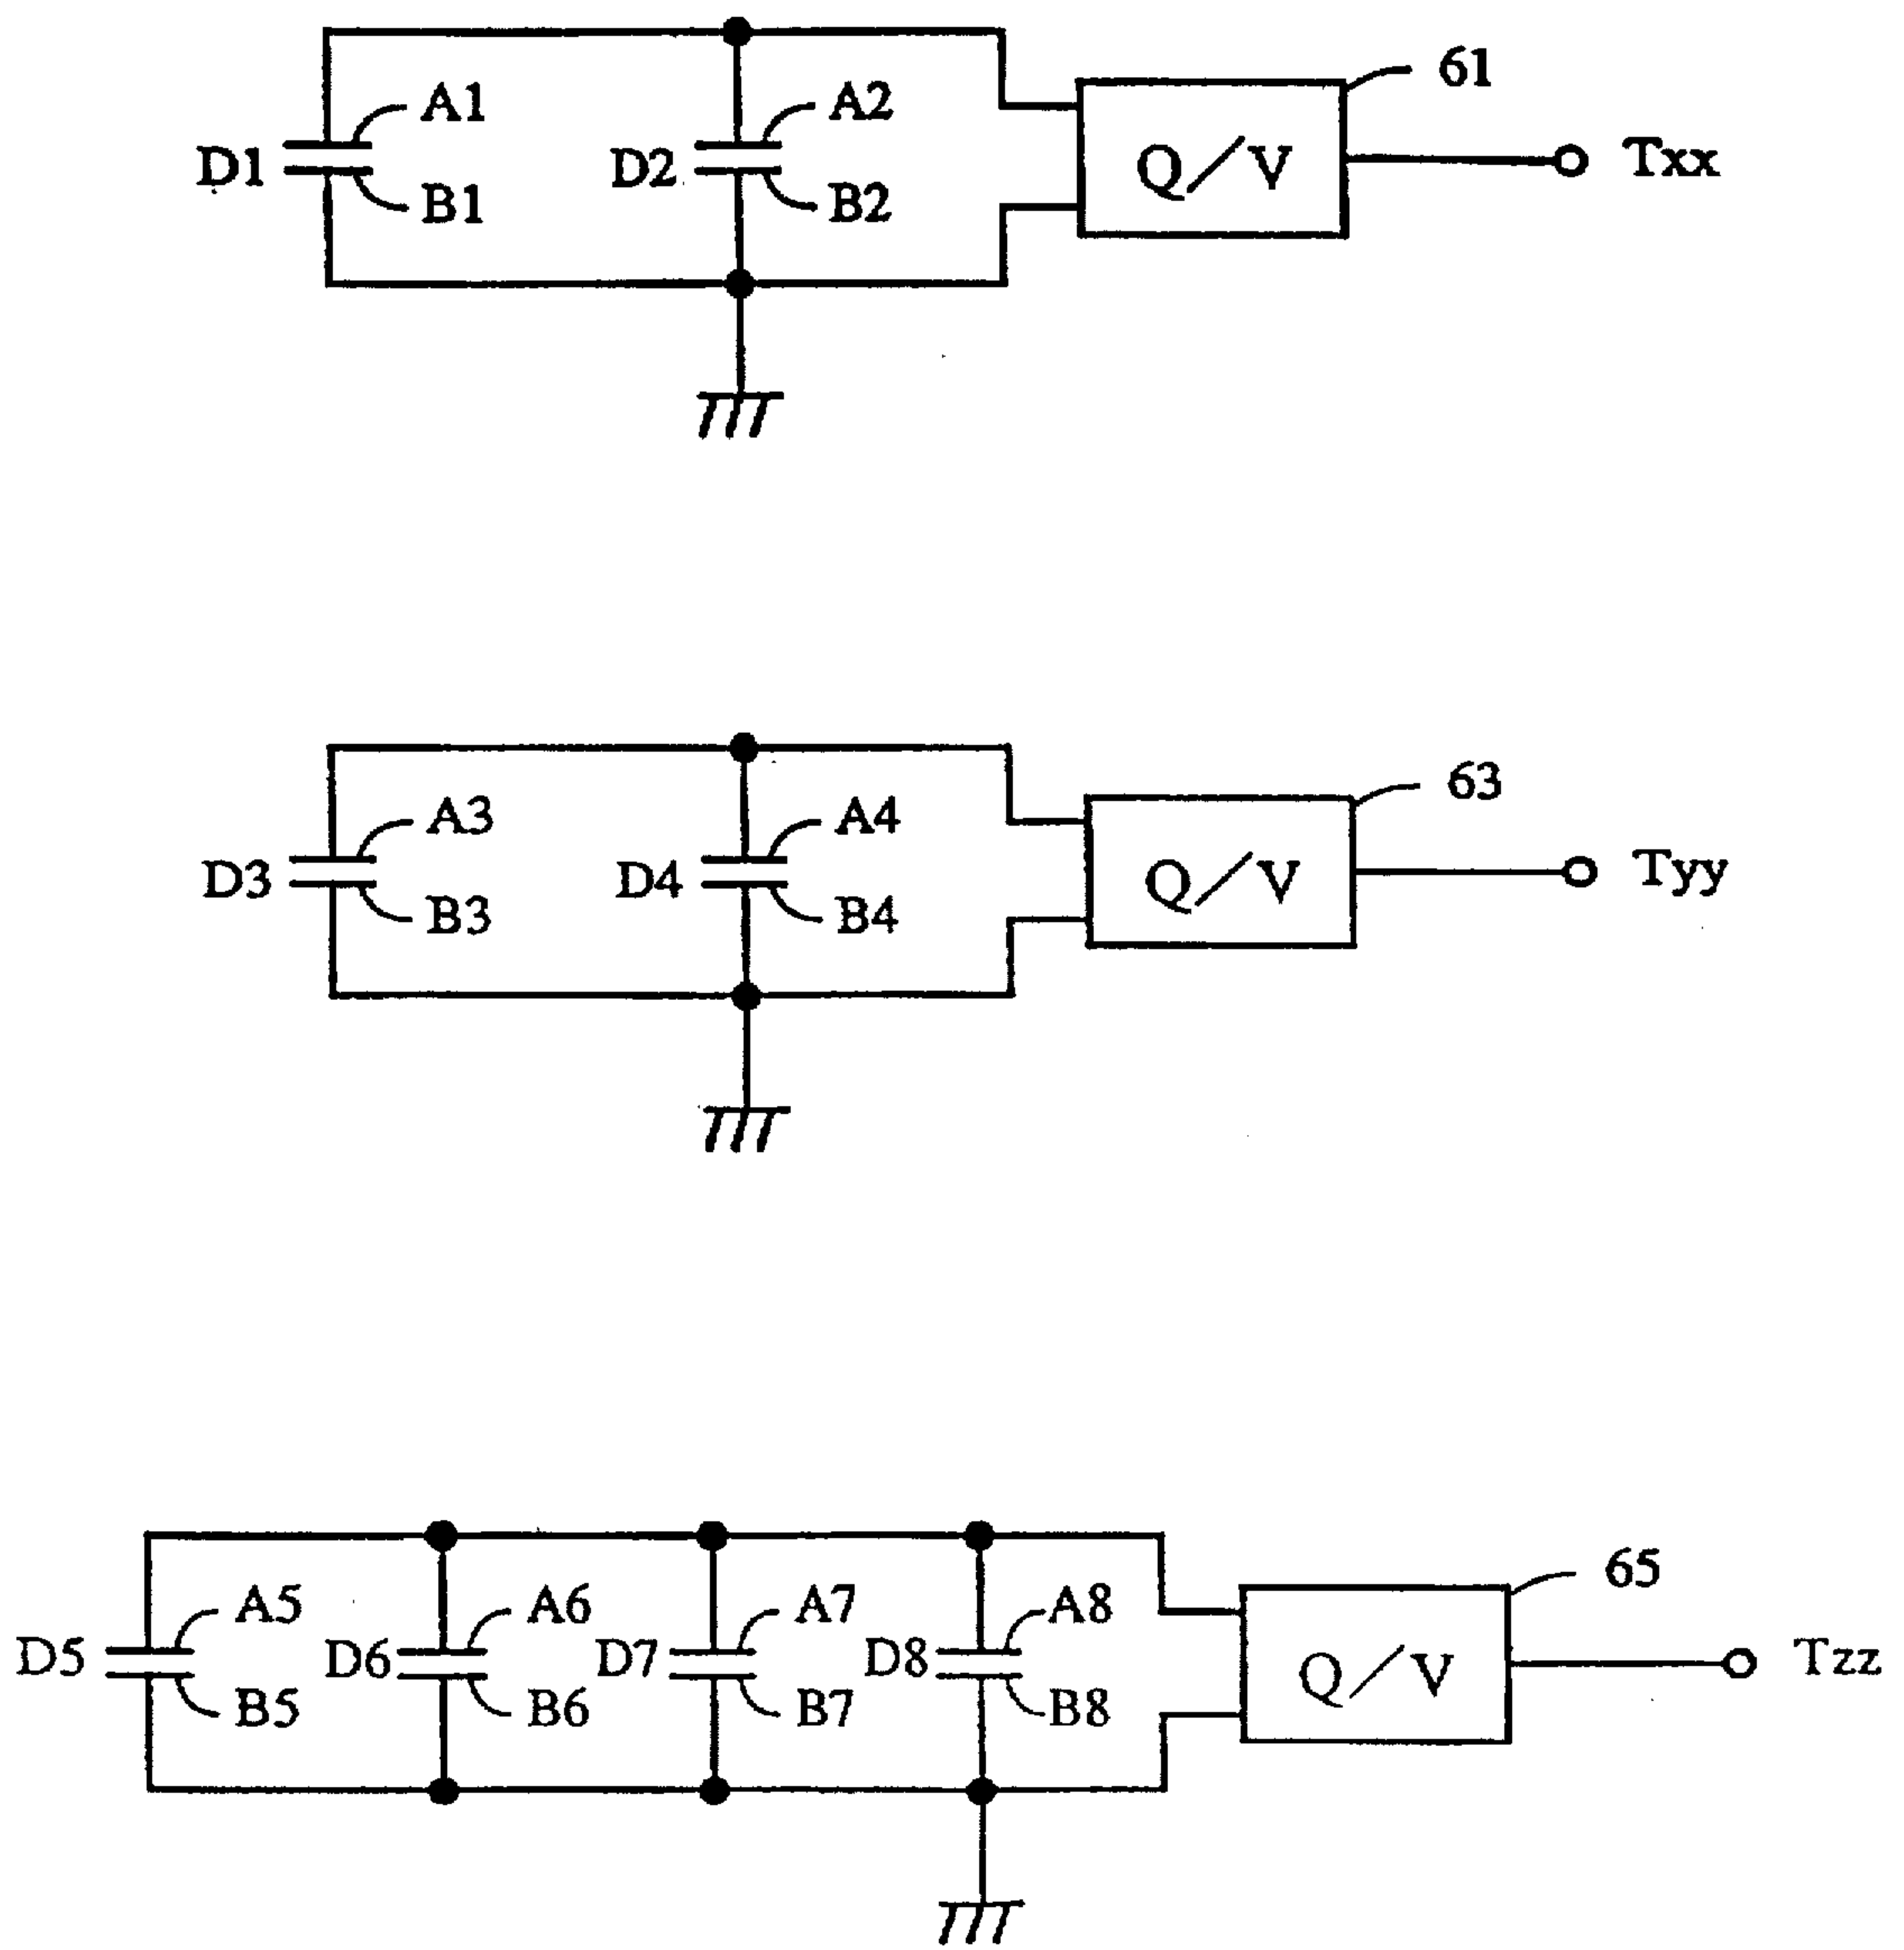 61
A1
A2
D1
D2
Q/V
Txx
B1
B2
63
A3
A4
D3
D4
Q/V
Tyy
B3
B4
65
A5
A6
A7
A8
D5
D6
D7
D8
Q/V
Tzz
B5
B6
B7
B8